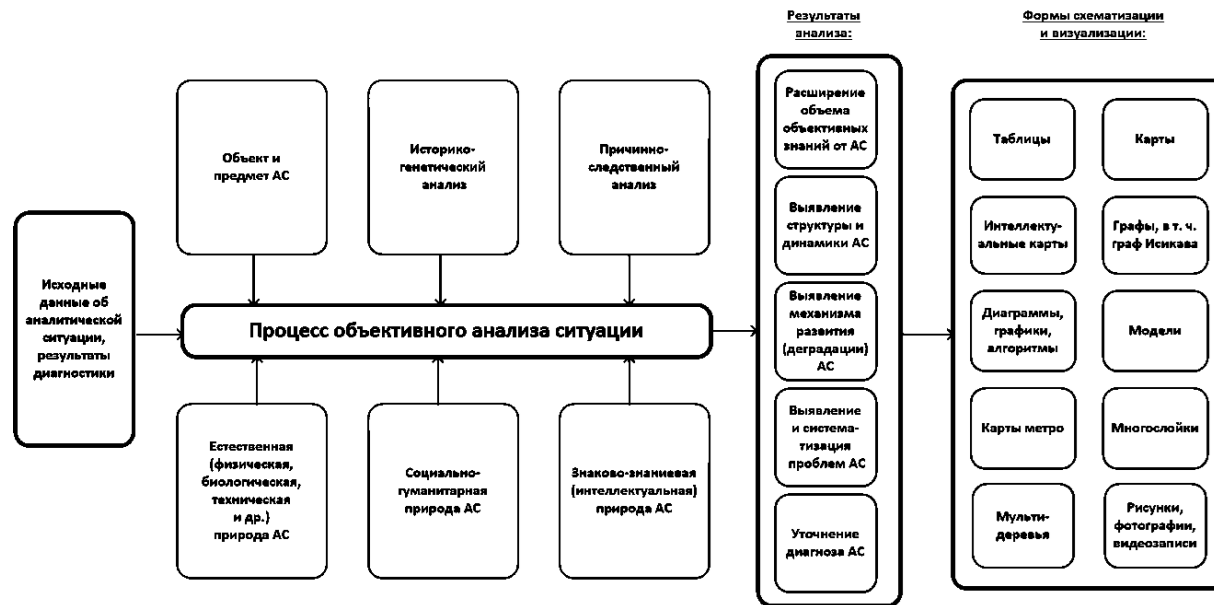 Результаты
анализа:
Формы схематизации
и визуализации:
Объект и
предмет АС
Историко-
генетический
анализ
Причинно-
следственный
анализ
Исходные
данные об
аналитической
ситуации,
результаты
диагностики
Процесс объективного анализа ситуации
Естественная
(физическая,
биологическая,
техническая
и др.)
природа АС
Социально-
гуманитарная
природа АС
Знаково-знаниевая
(интеллектуальная)
природа АС
Расширение
объема
объективных
знаний от АС
Выявление
структуры и
динамики АС
Выявление
механизма
развития
(деградации)
АС
Выявление
и система-
тизация
проблем АС
Уточнение
диагноза АС
Таблицы
Карты
Интеллекту-
альные карты
Графы, в т. ч.
граф Исикава
Диаграммы,
графики,
алгоритмы
Модели
Карты метро
Многослойки
Мульти-
деревья
Рисунки,
фотографии,
видеозаписи